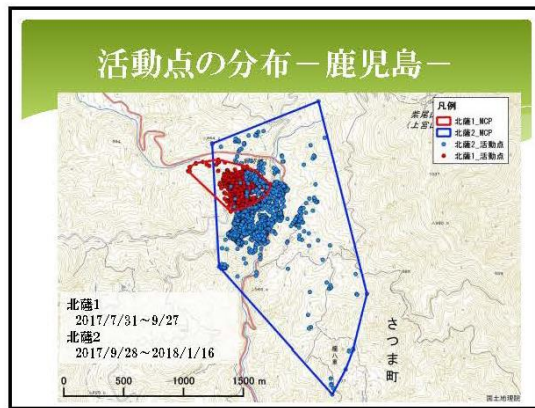 活動点の分布－鹿児島－
凡例
北薩1_MCP
北薩2_MCP
北薩2_活動点
北薩1_活動点
北薩1
2017/7/31～9/27
北薩2
2017/9/28～2018/1/16
さつま町
0 500 1000 1500 m
国土地理院